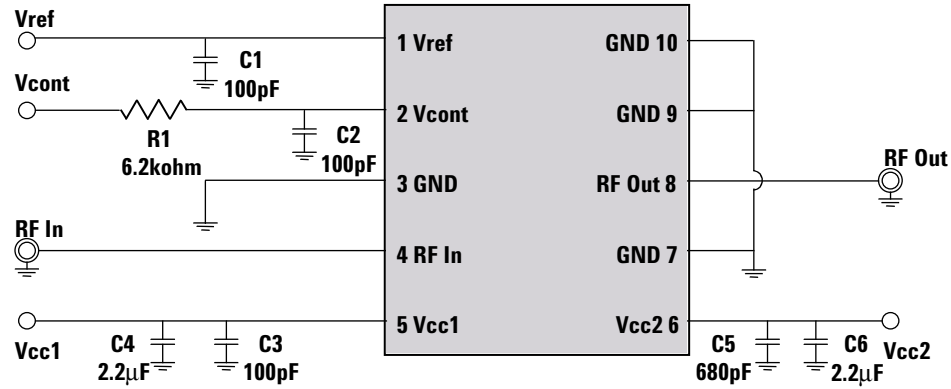 Vref
1 Vref
GND 10
C1
100pF
Vcont
2 Vcont
GND 9
R1
6.2kohm
C2
100pF
3 GND
RF Out 8
RF Out
RF In
4 RF In
GND 7
5 Vcc1
Vcc2 6
Vcc1
C4
2.2μF
C3
100pF
C5
680pF
C6
2.2μF
Vcc2